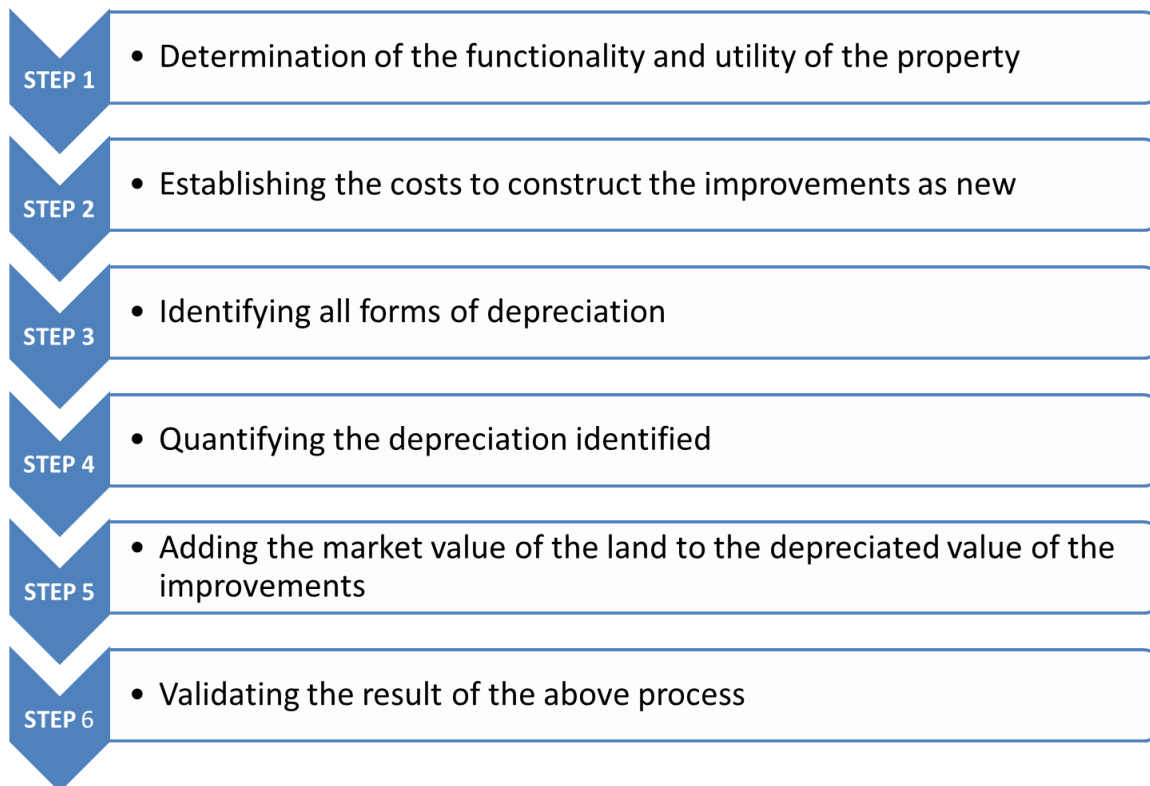 STEP 1
• Determination of the functionality and utility of the property
STEP 2
• Establishing the costs to construct the improvements as new
STEP 3
• Identifying all forms of depreciation
STEP 4
• Quantifying the depreciation identified
STEP 5
• Adding the market value of the land to the depreciated value of the
improvements
STEP 6
• Validating the result of the above process